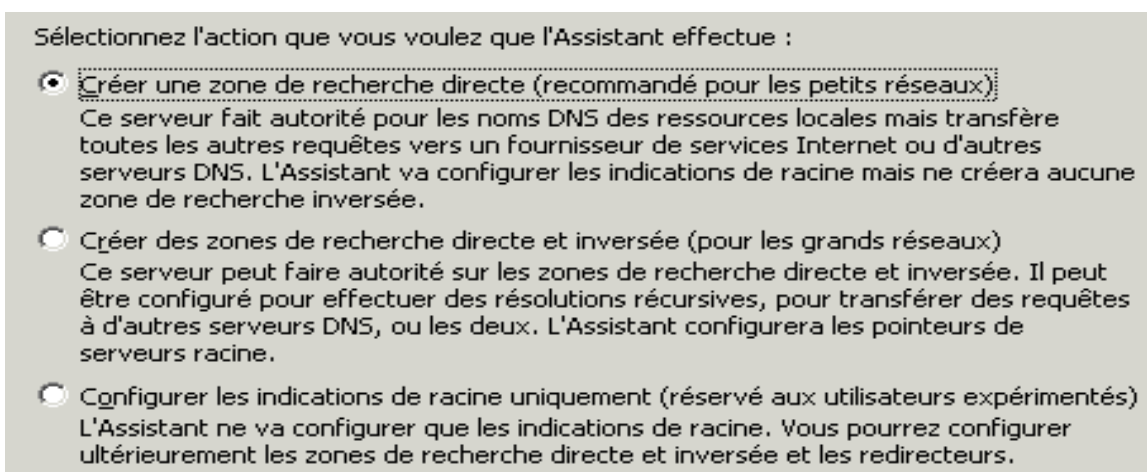 Sélectionnez l'action que vous voulez que l'Assistant effectue :
Créer une zone de recherche directe (recommandé pour les petits réseaux)
Ce serveur fait autorité pour les noms DNS des ressources locales mais transfère
toutes les autres requêtes vers un fournisseur de services Internet ou d'autres
serveurs DNS. L'Assistant va configurer les indications de racine mais ne créera aucune
zone de recherche inversée.
Créer des zones de recherche directe et inversée (pour les grands réseaux)
Ce serveur peut faire autorité sur les zones de recherche directe et inversée. Il peut
être configuré pour effectuer des résolutions récursives, pour transférer des requêtes
à d'autres serveurs DNS, ou les deux. L'Assistant configurera les pointeurs de
serveurs racine.
Configurer les indications de racine uniquement (réservé aux utilisateurs expérimentés)
L'Assistant ne va configurer que les indications de racine. Vous pourrez configurer
ultérieurement les zones de recherche directe et inversée et les redirecteurs.